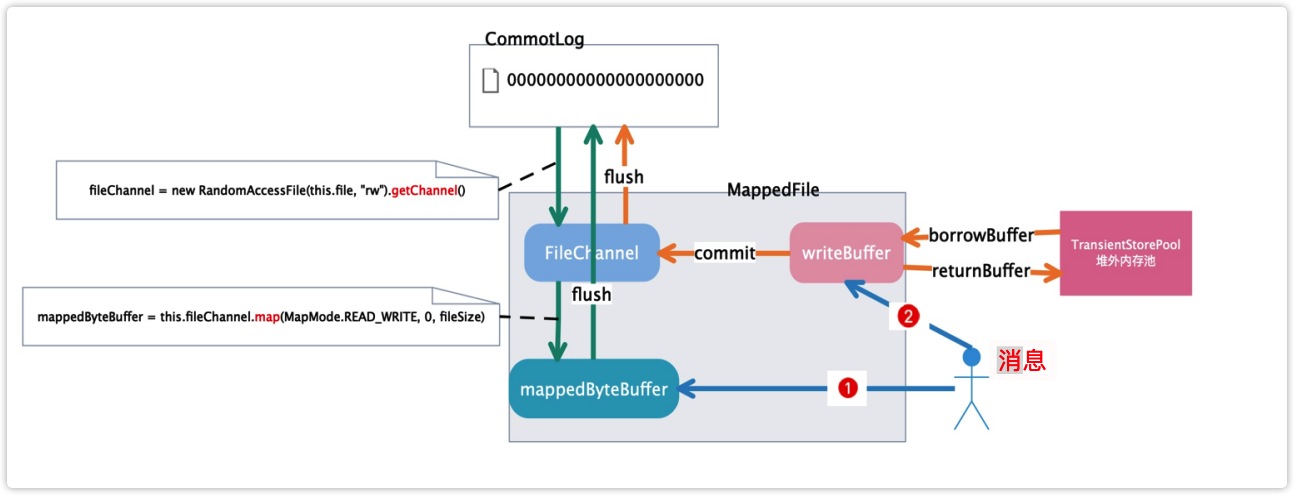 CommotLog
00000000000000000000
fileChannel = new RandomAccessFile(this.file, "rw").getChannel()
flush
MappedFile
FileChannel
commit
writeBuffer
borrowBuffer
returnBuffer
TransientStorePool
堆外内存池
mappedByteBuffer = this.fileChannel.map(MapMode.READ_WRITE, 0, fileSize)
flush
2
消息
mappedByteBuffer
1